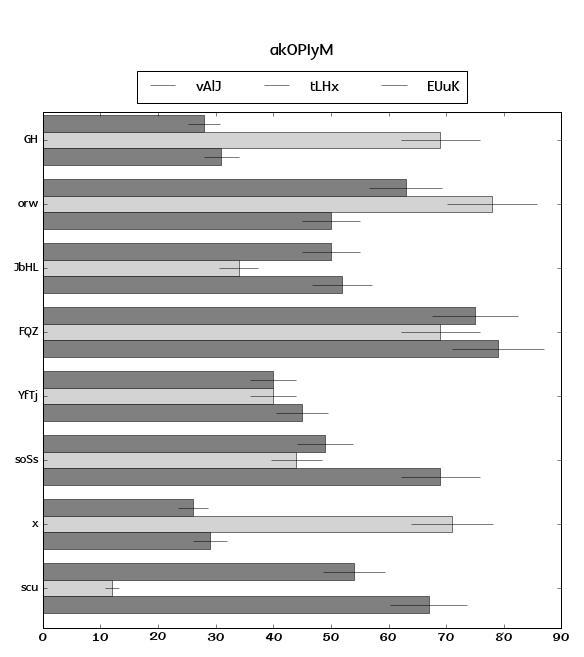 akOPIyM
vAlJ tLHx EUuK
GH
orw
JbHL
FQZ
YfTj
soSs
x
scu
0 10 20 30 40 50 60 70 80 90